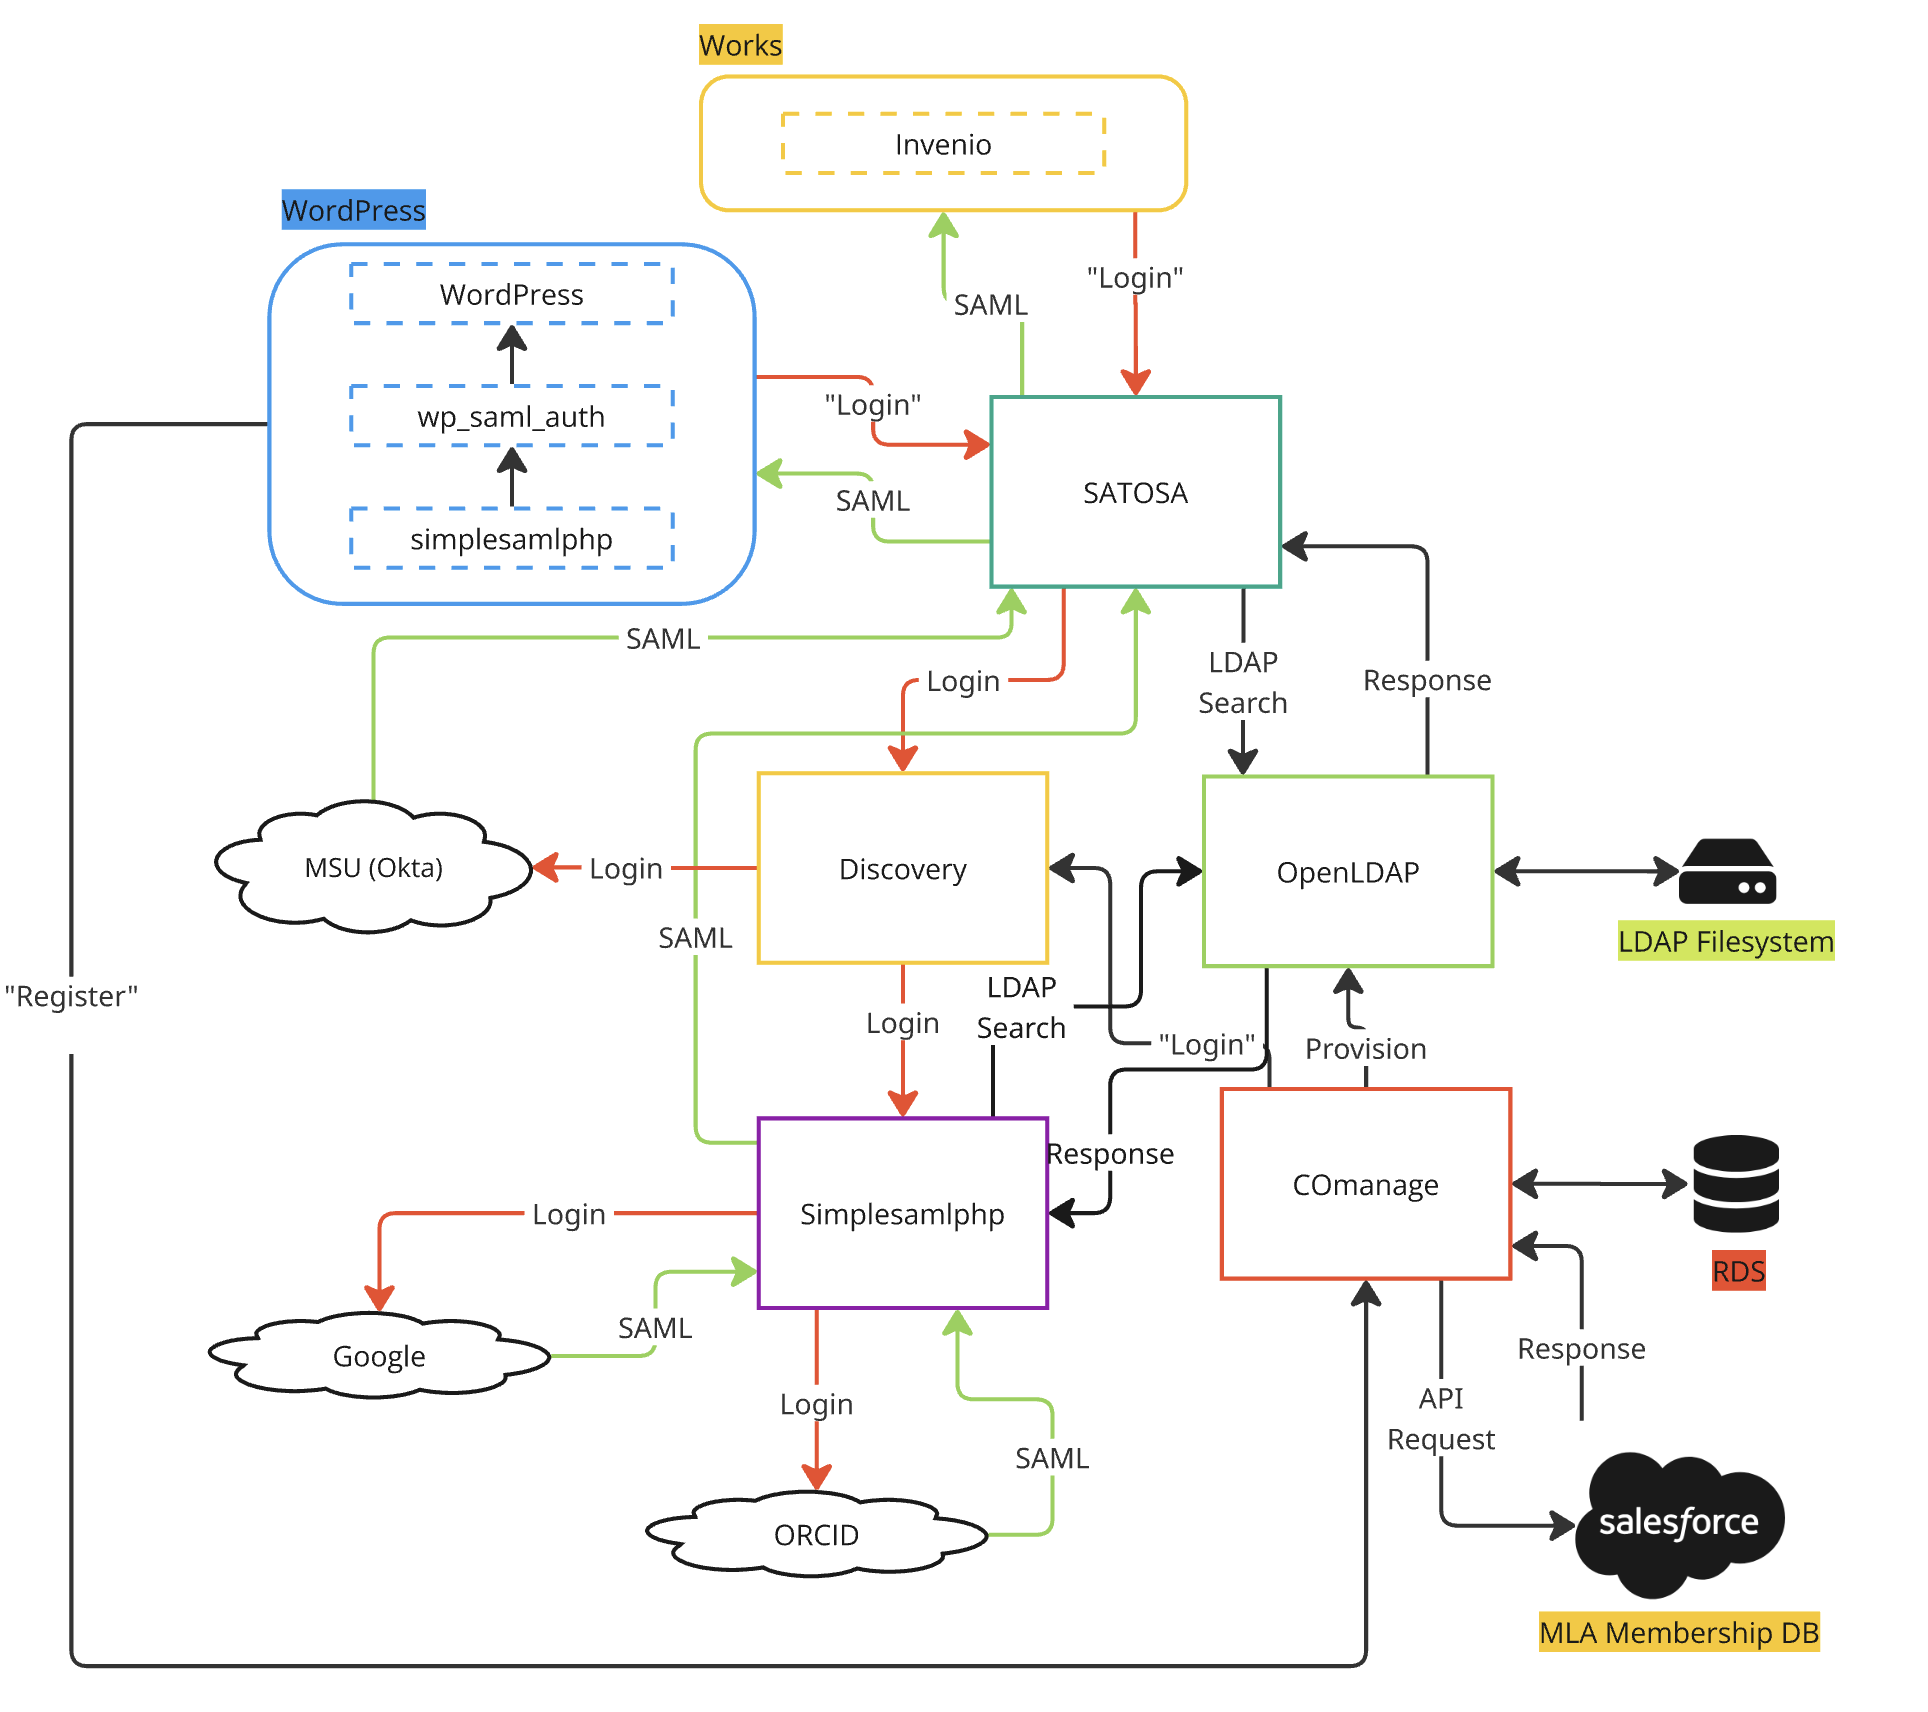 Works
Invenio
WordPress
WordPress
"Login"
SAML
wp_saml_auth
"Login"
SATOSA
SAML
simplesamlphp
SAML
LDAP
Search
Response
Login
MSU (Okta)
Login
Discovery
OpenLDAP
SAML
LDAP Filesystem
"Register"
LDAP
Search
Login
"Login"
Provision
Response
COmanage
Login
Simplesamlphp
RDS
SAML
Google
Response
Login
API
Request
SAML
ORCID
salesforce
MLA Membership DB